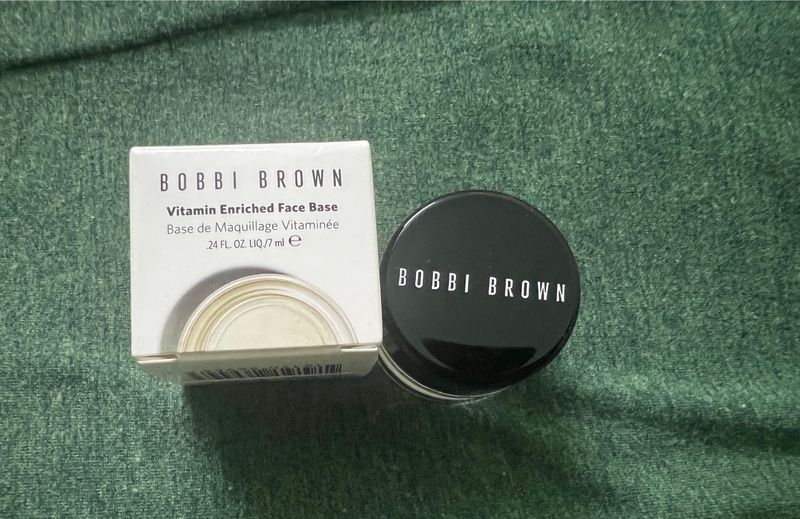 BOBBI BROWN
Vitamin Enriched Face Base
Base de Maquillage Vitaminée
.24 FL. OZ. LIQ./7 ml ℮
BOBBI BROWN